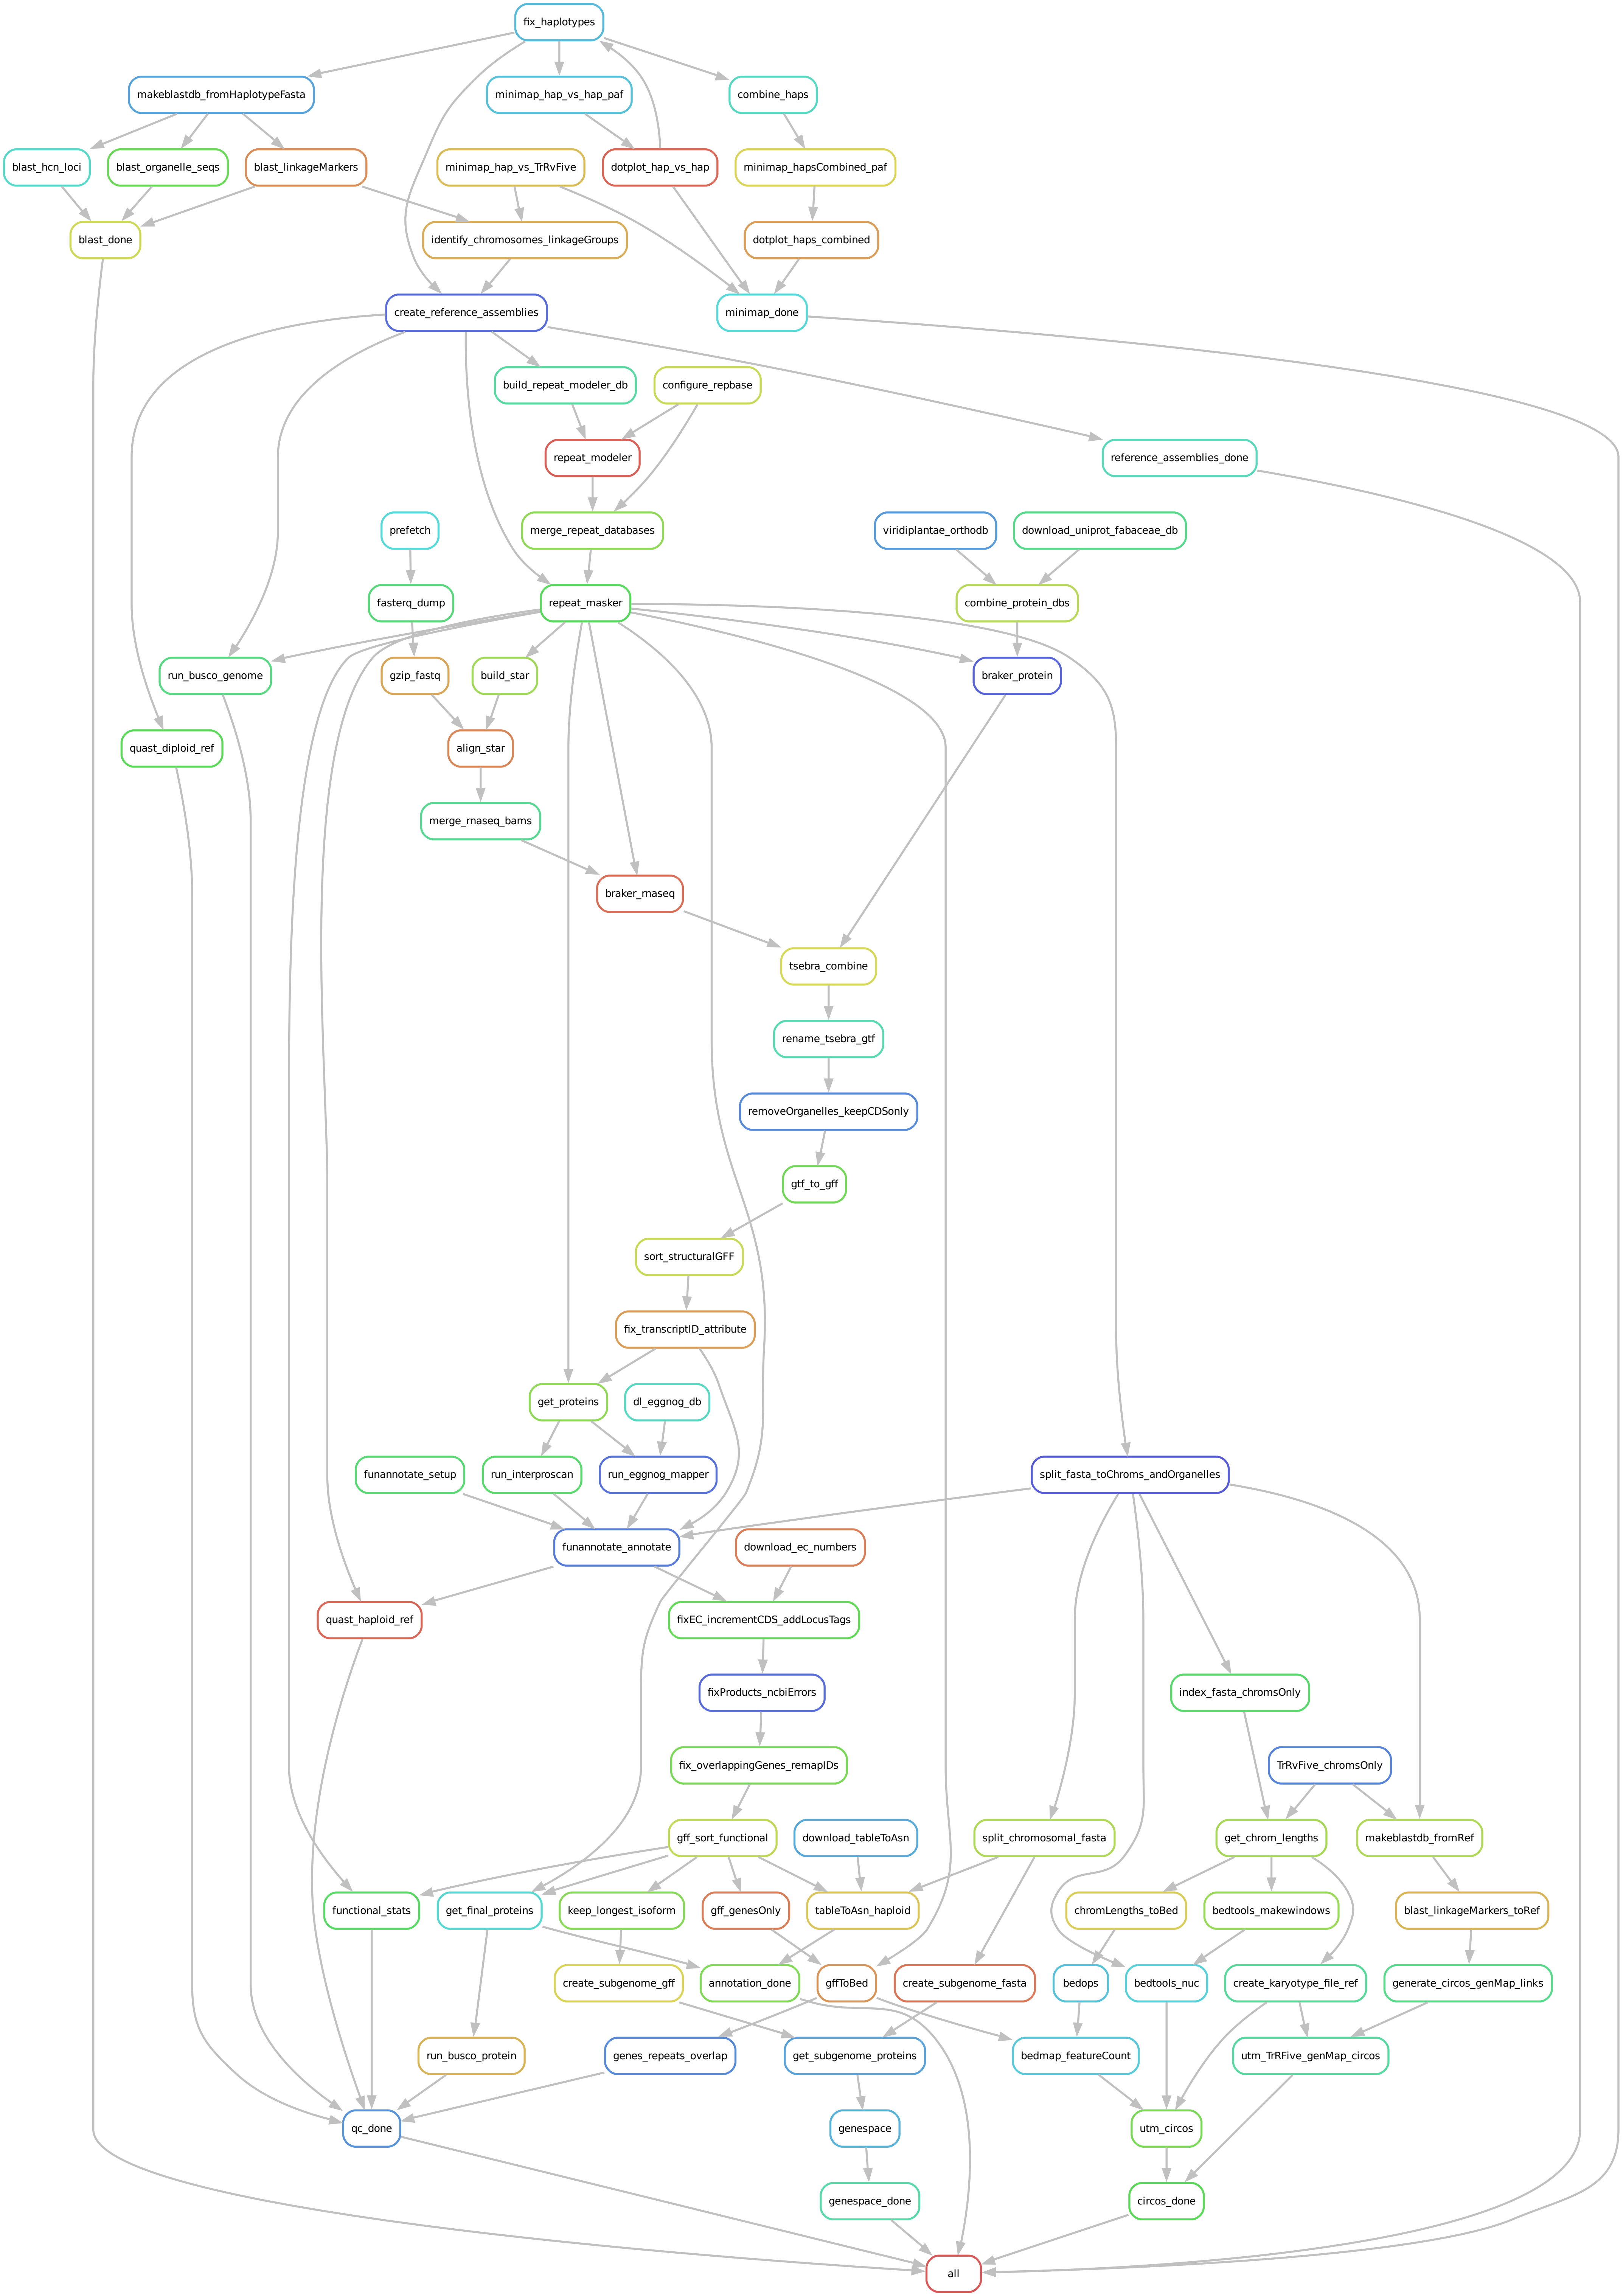 fix_haplotypes
makeblastdb_fromHaplotypeFasta
minimap_hap_vs_hap_paf
combine_haps
blast_hcn_loci
blast_organelle_seqs
blast_linkageMarkers
minimap_hap_vs_TrRvFive
dotplot_hap_vs_hap
minimap_hapsCombined_paf
blast_done
identify_chromosomes_linkageGroups
dotplot_haps_combined
create_reference_assemblies
minimap_done
build_repeat_modeler_db
configure_repbase
repeat_modeler
reference_assemblies_done
prefetch
merge_repeat_databases
viridiplantae_orthodb
download_uniprot_fabaceae_db
fasterq_dump
repeat_masker
combine_protein_dbs
run_busco_genome
gzip_fastq
build_star
braker_protein
quast_diploid_ref
align_star
merge_rnaseq_bams
braker_rnaseq
tsebra_combine
rename_tsebra_gtf
removeOrganelles_keepCDSonly
gtf_to_gff
sort_structuralGFF
fix_transcriptID_attribute
get_proteins
dl_eggnog_db
funannotate_setup
run_interproscan
run_eggnog_mapper
split_fasta_toChroms_andOrganelles
funannotate_annotate
download_ec_numbers
quast_haploid_ref
fixEC_incrementCDS_addLocusTags
fixProducts_ncbiErrors
index_fasta_chromsOnly
fix_overlappingGenes_remapIDs
TrRvFive_chromsOnly
gff_sort_functional
download_tableToAsn
split_chromosomal_fasta
get_chrom_lengths
makeblastdb_fromRef
functional_stats
get_final_proteins
keep_longest_isoform
gff_genesOnly
tableToAsn_haploid
chromLengths_toBed
bedtools_makewindows
blast_linkageMarkers_toRef
create_subgenome_gff
annotation_done
gffToBed
create_subgenome_fasta
bedops
bedtools_nuc
create_karyotype_file_ref
generate_circos_genMap_links
run_busco_protein
genes_repeats_overlap
get_subgenome_proteins
bedmap_featureCount
utm_TrRFive_genMap_circos
qc_done
genespace
utm_circos
genespace_done
circos_done
all